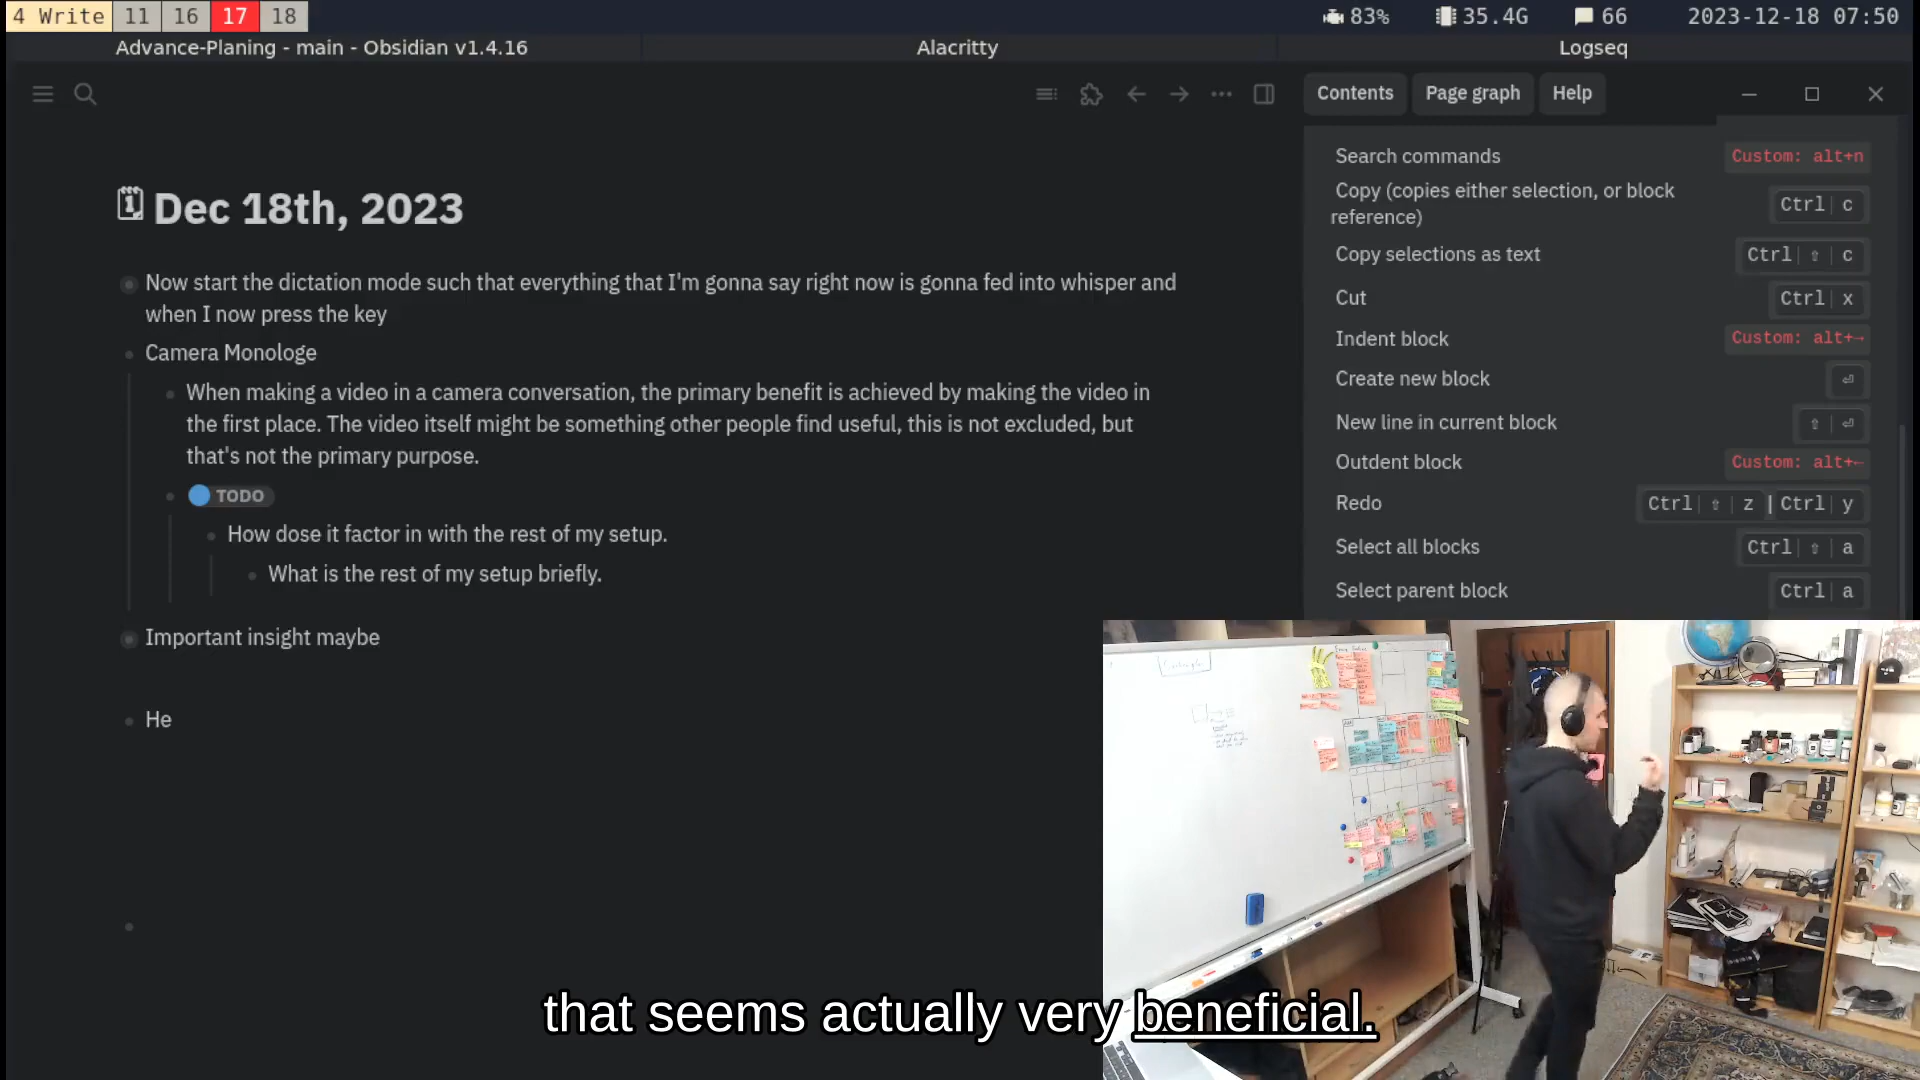 4 Write 11 16 17 18 83% 35.4G 66 2023-12-18 07:50
Advance-Planing - main - Obsidian v1.4.16 Alacritty Logseq
Contents Page graph Help
Dec 18th, 2023
Now start the dictation mode such that everything that I'm gonna say right now is gonna fed into whisper and
when I now press the key
Camera Monologe
When making a video in a camera conversation, the primary benefit is achieved by making the video in
the first place. The video itself might be something other people find useful, this is not excluded, but
that's not the primary purpose.
TODO
How dose it factor in with the rest of my setup.
What is the rest of my setup briefly.
Important insight maybe
He
Search commands Custom: alt+n
Copy (copies either selection, or block
reference) Ctrl c
Copy selections as text Ctrl ⇧ c
Cut Ctrl x
Indent block Custom: alt+→
Create new block ⏎
New line in current block ⇧ ⏎
Outdent block Custom: alt+←
Redo Ctrl ⇧ z | Ctrl y
Select all blocks Ctrl ⇧ a
Select parent block Ctrl a
that seems actually very beneficial.